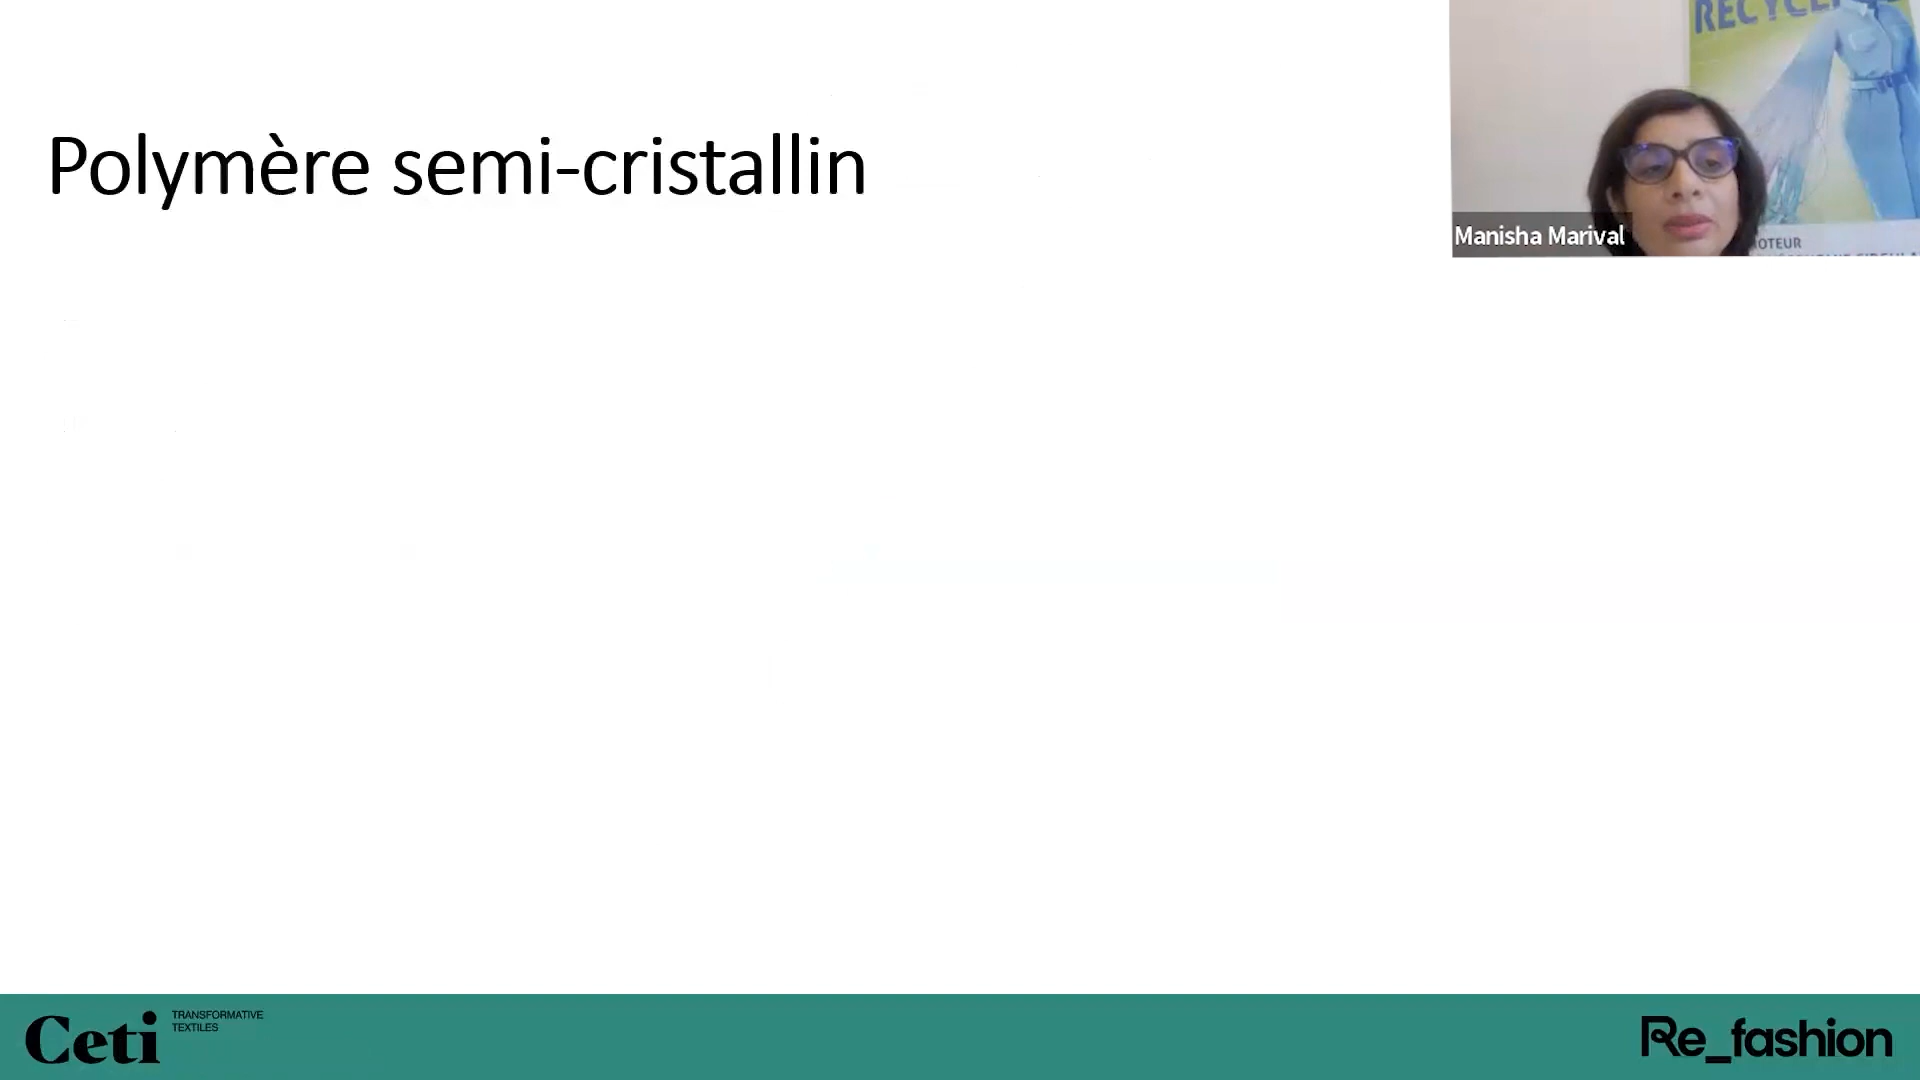 RECYCL
Polymère semi-cristallin
Manisha Marival
OTEUR
Ceti
TRANSFORMATIVE
TEXTILES
Re_fashion